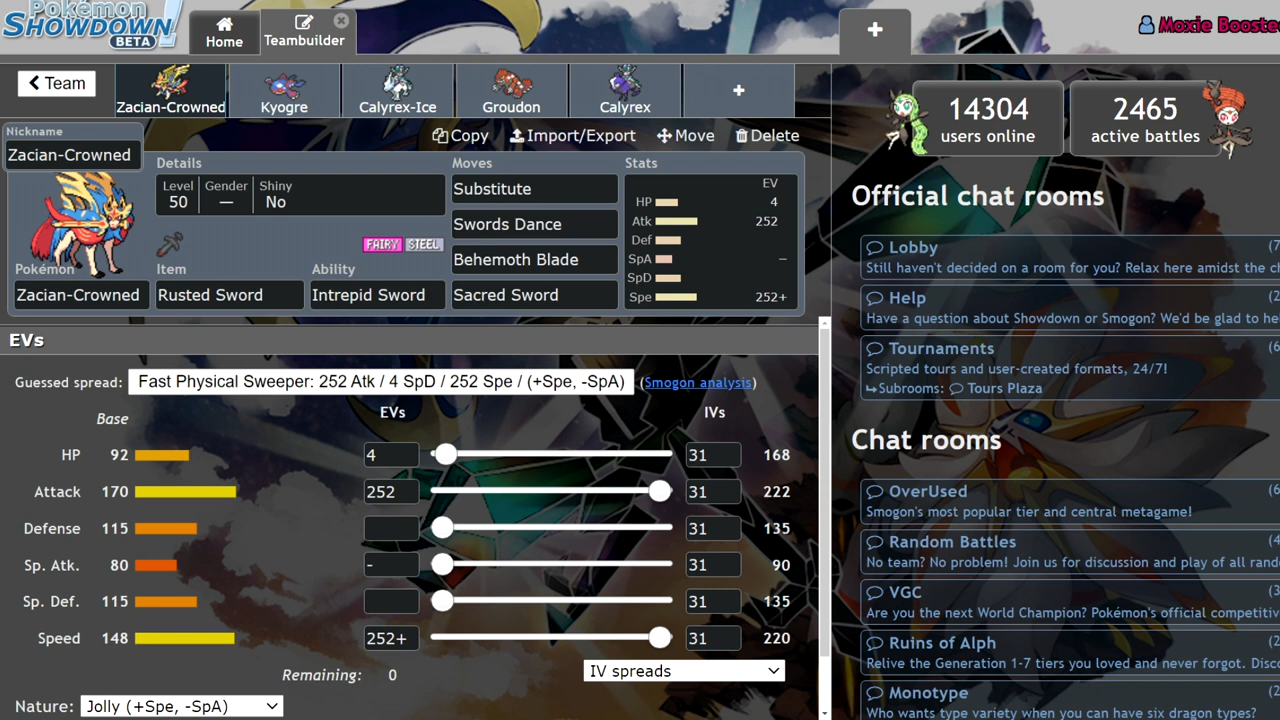 Pokémon
SHOWDOWN!
BETA
Home
Teambuilder
+
Moxie Booste
Team
Zacian-Crowned
Kyogre
Calyrex-Ice
Groudon
Calyrex
+
Copy
Import/Export
Move
Delete
Nickname
Zacian-Crowned
Details
Level
50
Gender
—
Shiny
No
FAIRY STEEL
Pokémon
Zacian-Crowned
Item
Rusted Sword
Ability
Intrepid Sword
Moves
Substitute
Swords Dance
Behemoth Blade
Sacred Sword
Stats
EV
HP 4
Atk 252
Def
SpA –
SpD
Spe 252+
EVs
Guessed spread: Fast Physical Sweeper: 252 Atk / 4 SpD / 252 Spe / (+Spe, -SpA) (Smogon analysis)
Base EVs IVs
HP 92 4 31 168
Attack 170 252 31 222
Defense 115 31 135
Sp. Atk. 80 - 31 90
Sp. Def. 115 31 135
Speed 148 252+ 31 220
Remaining: 0
IV spreads
Nature: Jolly (+Spe, -SpA)
14304
users online
2465
active battles
Official chat rooms
Lobby (7
Still haven't decided on a room for you? Relax here amidst the ch
Help (2
Have a question about Showdown or Smogon? We'd be glad to hel
Tournaments (6
Scripted tours and user-created formats, 24/7!
Subrooms: Tours Plaza
Chat rooms
OverUsed (6
Smogon's most popular tier and central metagame!
Random Battles (4
No team? No problem! Join us for discussion and play of all rand
VGC (3
Are you the next World Champion? Pokémon's official competitiv
Ruins of Alph (2
Relive the Generation 1-7 tiers you loved and never forgot. Disc
Monotype (2
Who wants type variety when you can have six dragon types?